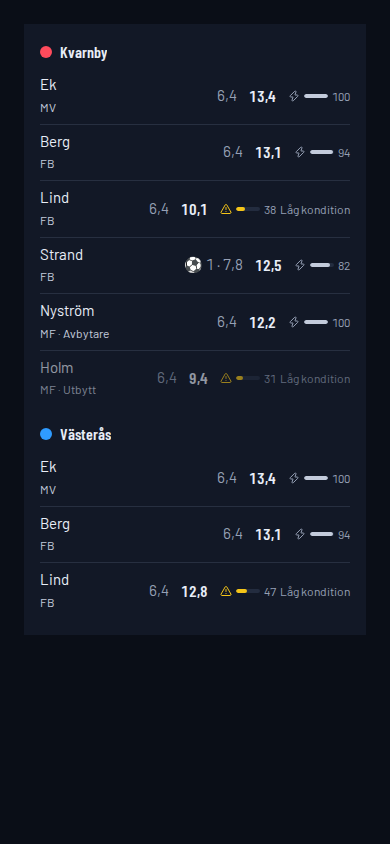 Kvarnby
Ek
MV
6,4 13,4 100
Berg
FB
6,4 13,1 94
Lind
FB
6,4 10,1 38 Låg kondition
Strand
FB
1 · 7,8 12,5 82
Nyström
MF · Avbytare
6,4 12,2 100
Holm
MF · Utbytt
6,4 9,4 31 Låg kondition
Västerås
Ek
MV
6,4 13,4 100
Berg
FB
6,4 13,1 94
Lind
FB
6,4 12,8 47 Låg kondition